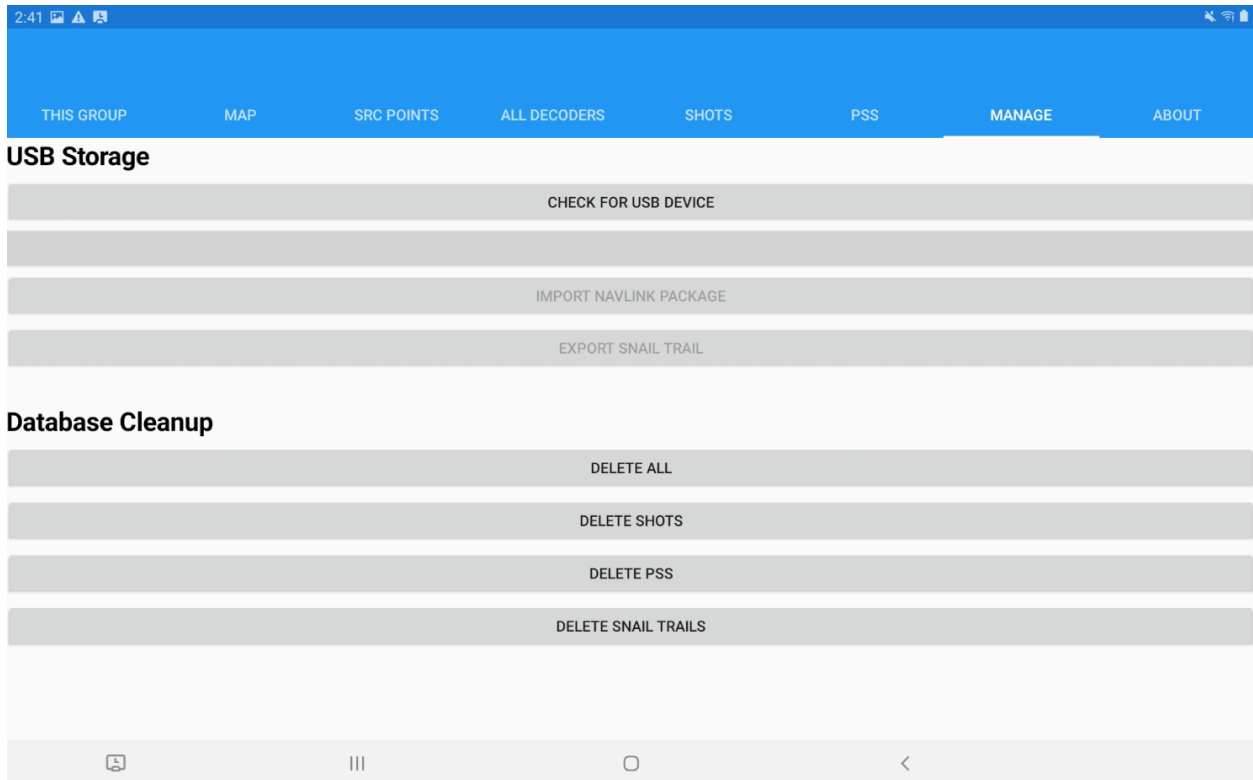 2:41
THIS GROUP MAP SRC POINTS ALL DECODERS SHOTS PSS MANAGE ABOUT
USB Storage
CHECK FOR USB DEVICE
IMPORT NAVLINK PACKAGE
EXPORT SNAIL TRAIL
Database Cleanup
DELETE ALL
DELETE SHOTS
DELETE PSS
DELETE SNAIL TRAILS